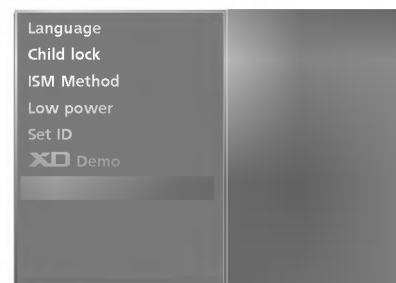 Language
Child lock
ISM Method
Low power
Set ID
XD Demo